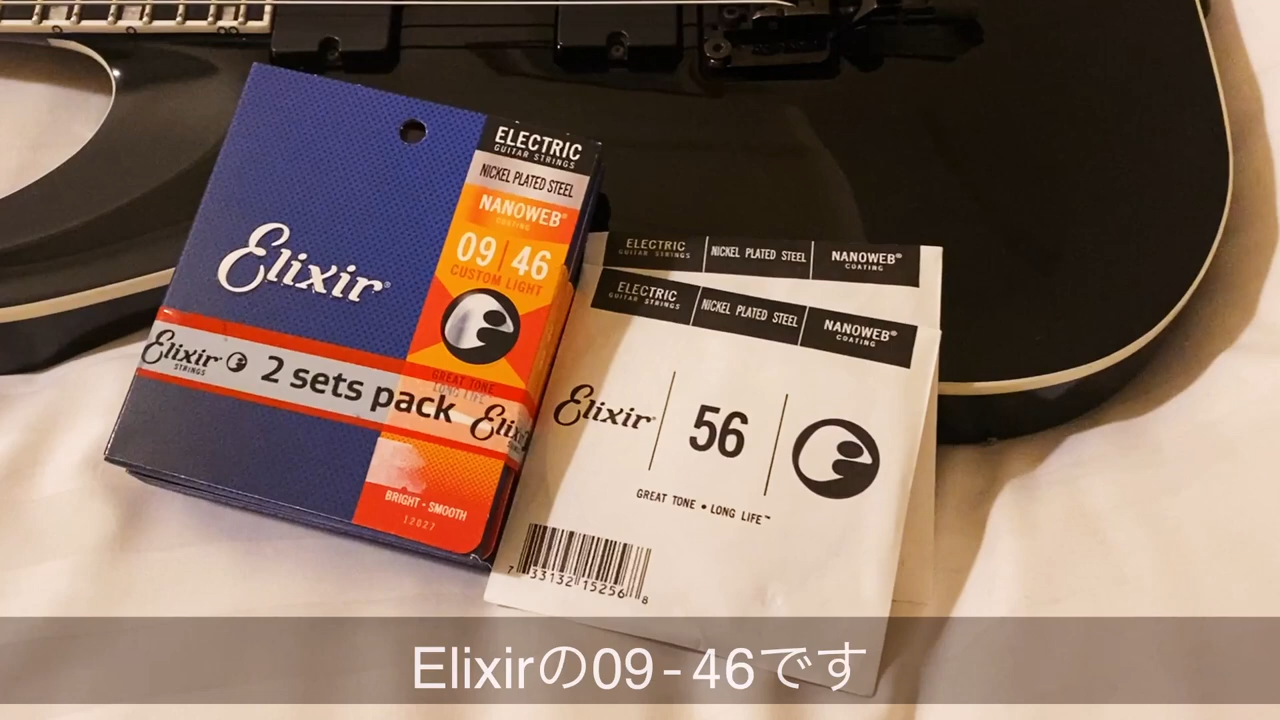 ELECTRIC
GUITAR STRINGS
NICKEL PLATED STEEL
NANOWEB®
COATING
09|46
CUSTOM LIGHT
Elixir®
GREAT TONE
LONG LIFE™
Elixir
STRINGS
2 sets pack
Elixir
BRIGHT • SMOOTH
12027
ELECTRIC
GUITAR STRINGS
NICKEL PLATED STEEL
NANOWEB®
COATING
ELECTRIC
GUITAR STRINGS
NICKEL PLATED STEEL
NANOWEB®
COATING
Elixir®
56
GREAT TONE • LONG LIFE™
7 33132 15256 8
Elixirの09-46です